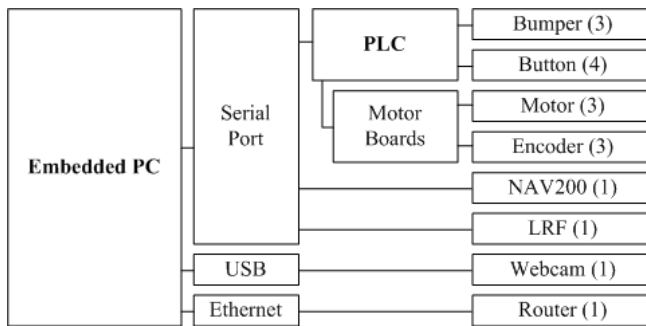 Embedded PC
Serial
Port
USB
Ethernet
PLC
Motor
Boards
Bumper (3)
Button (4)
Motor (3)
Encoder (3)
NAV200 (1)
LRF (1)
Webcam (1)
Router (1)